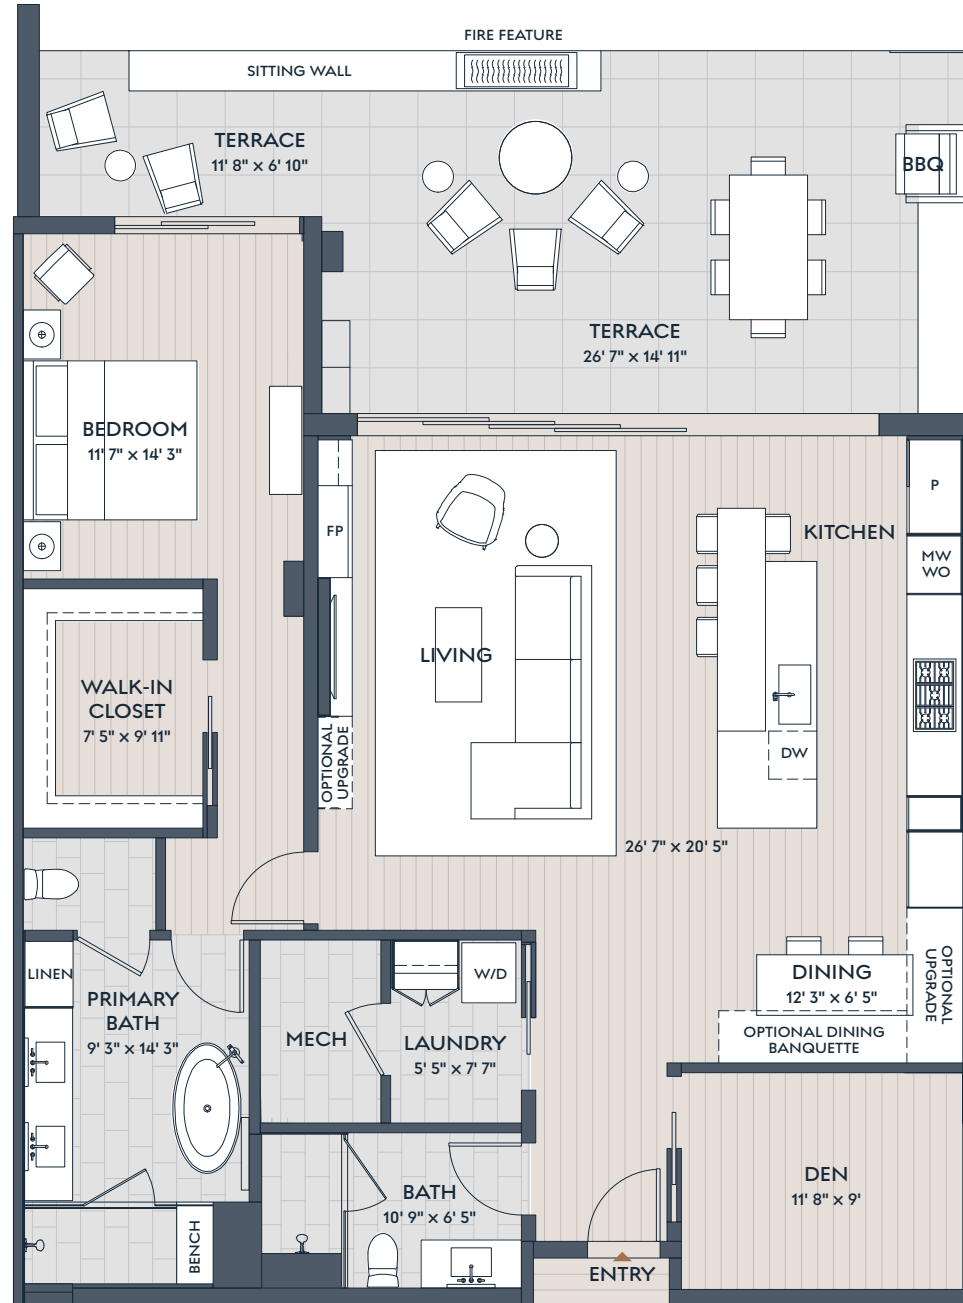 FIRE FEATURE
SITTING WALL
TERRACE
11' 8" x 6' 10"
BBQ
TERRACE
26' 7" x 14' 11"
BEDROOM
11' 7" x 14' 3"
P
FP
KITCHEN
MW
WO
LIVING
WALK-IN
CLOSET
7' 5" x 9' 11"
OPTIONAL
UPGRADE
DW
26' 7" x 20' 5"
LINEN
W/D
DINING
12' 3" x 6' 5"
OPTIONAL
UPGRADE
PRIMARY
BATH
9' 3" x 14' 3"
MECH
LAUNDRY
5' 5" x 7' 7"
OPTIONAL DINING
BANQUETTE
DEN
11' 8" x 9'
BATH
10' 9" x 6' 5"
BENCH
ENTRY